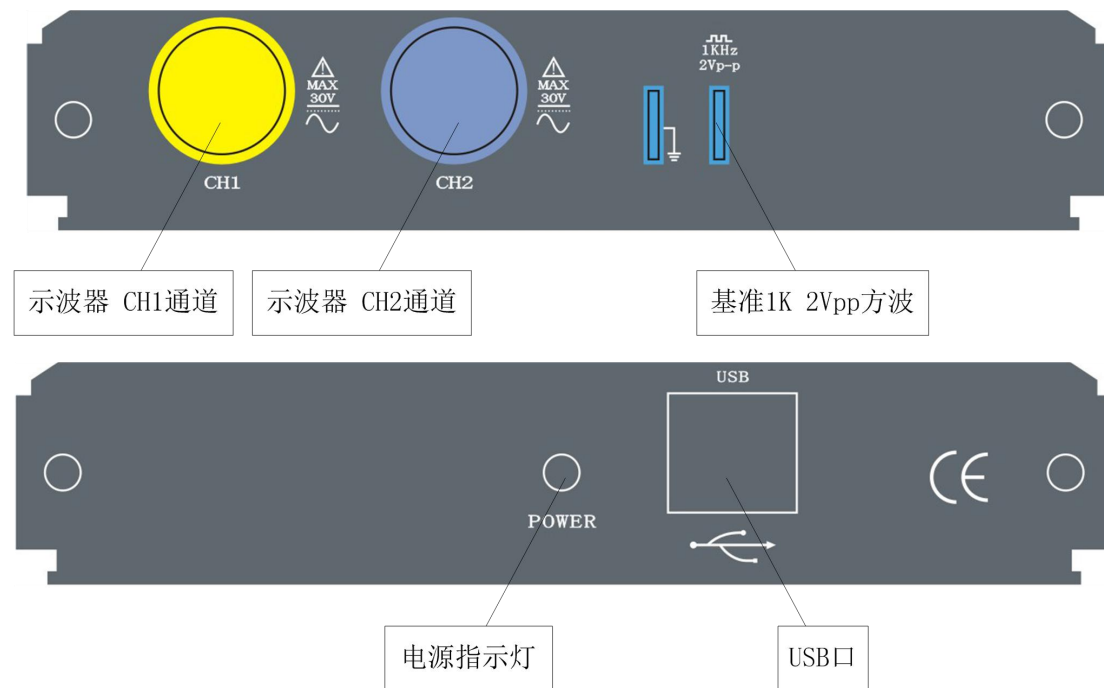 1KHz
2Vp-p
MAX
30V
MAX
30V
CH1
CH2
示波器 CH1通道
示波器 CH2通道
基准1K 2Vpp方波
USB
CE
POWER
电源指示灯
USB口